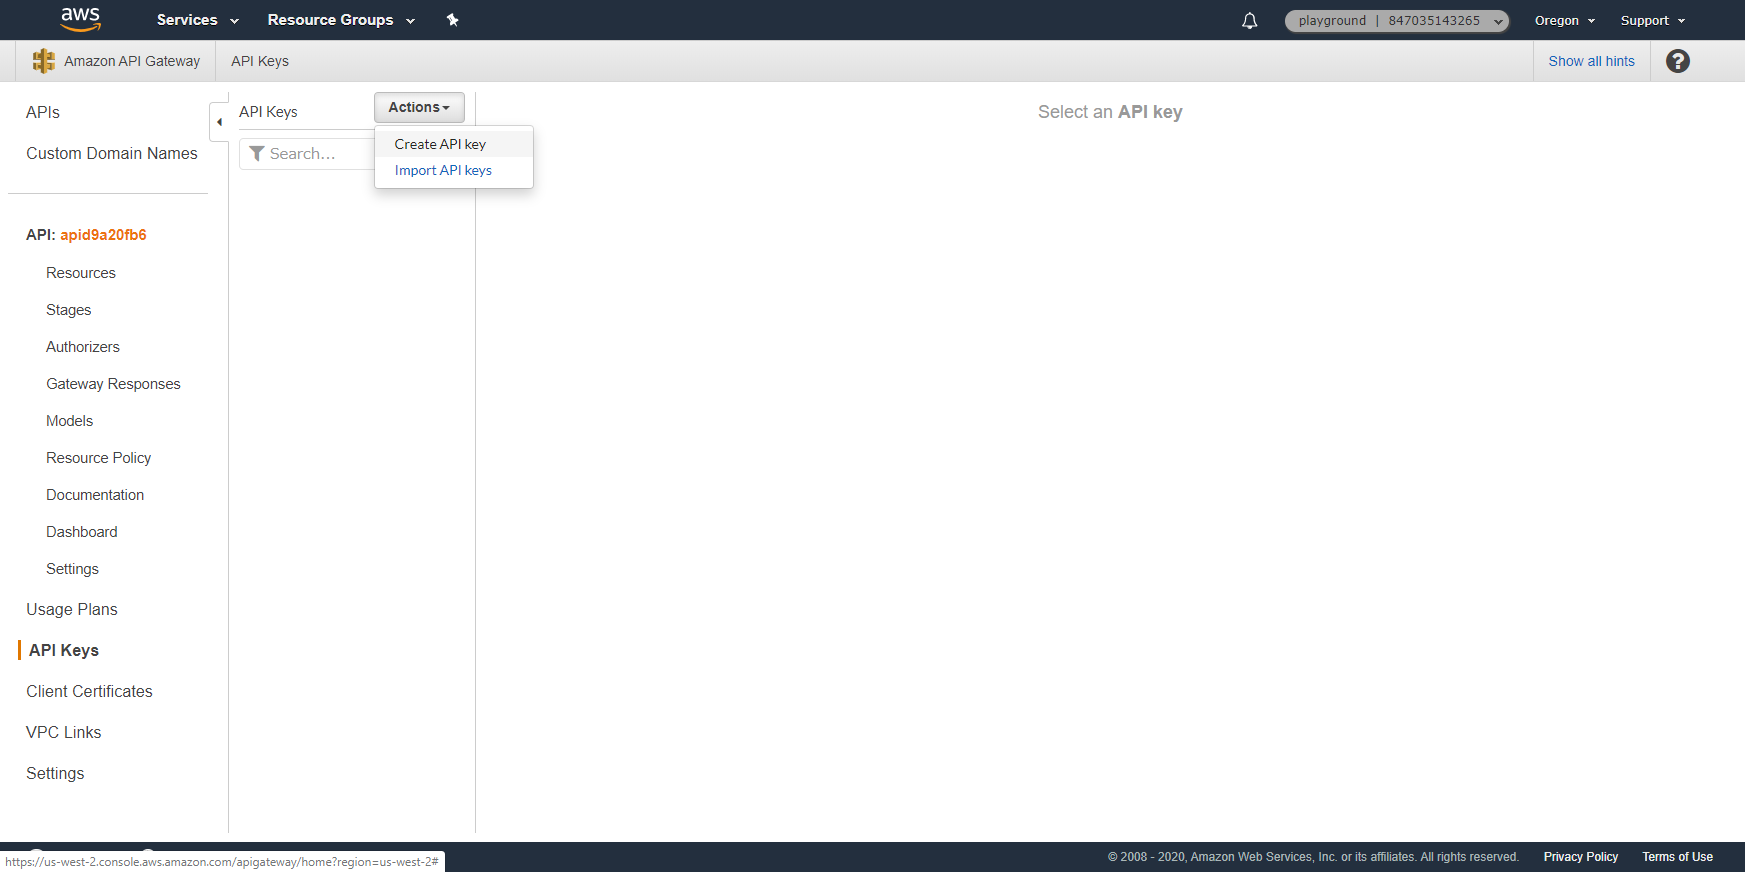 aws Services Resource Groups playground | 847035143265 Oregon Support
Amazon API Gateway API Keys Show all hints ?
APIs
Custom Domain Names
API: apid9a20fb6
Resources
Stages
Authorizers
Gateway Responses
Models
Resource Policy
Documentation
Dashboard
Settings
Usage Plans
API Keys
Client Certificates
VPC Links
Settings
API Keys Actions
Search...
Create API key
Import API keys
Select an API key
https://us-west-2.console.aws.amazon.com/apigateway/home?region=us-west-2#
© 2008 - 2020, Amazon Web Services, Inc. or its affiliates. All rights reserved. Privacy Policy Terms of Use